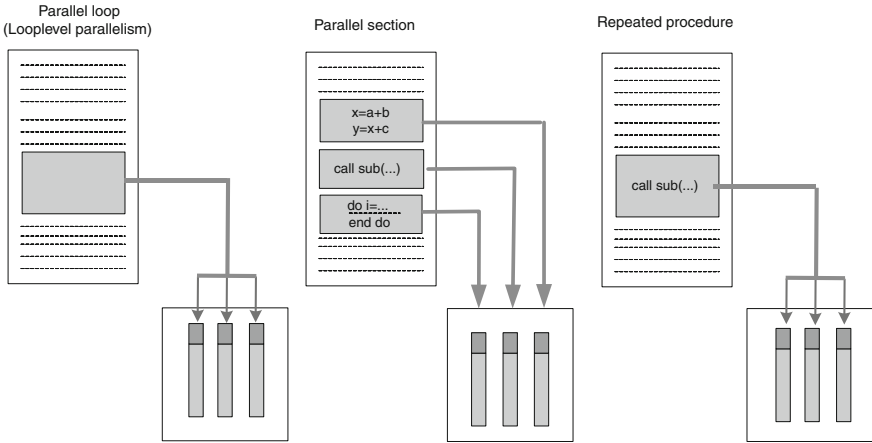 Parallel loop
(Looplevel parallelism)
Parallel section
x=a+b
y=x+c
call sub(...)
do i=...
end do
Repeated procedure
call sub(...)